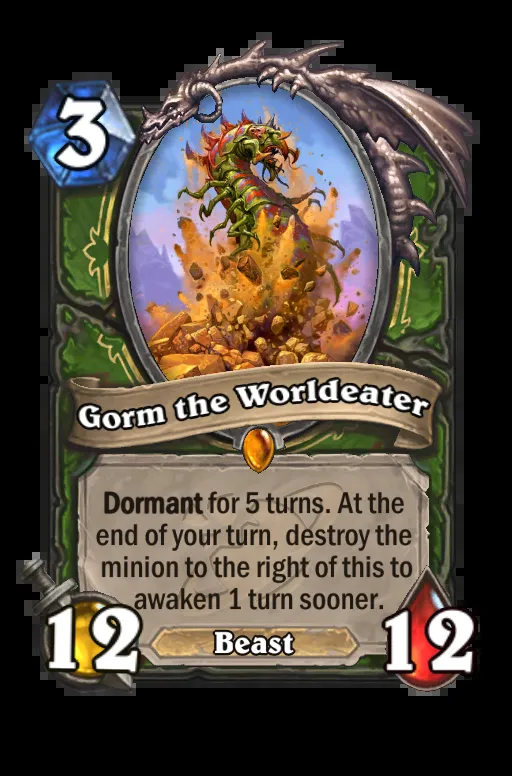 3
Gorm the Worldeater
Dormant for 5 turns. At the
end of your turn, destroy the
minion to the right of this to
awaken 1 turn sooner.
12
Beast
12